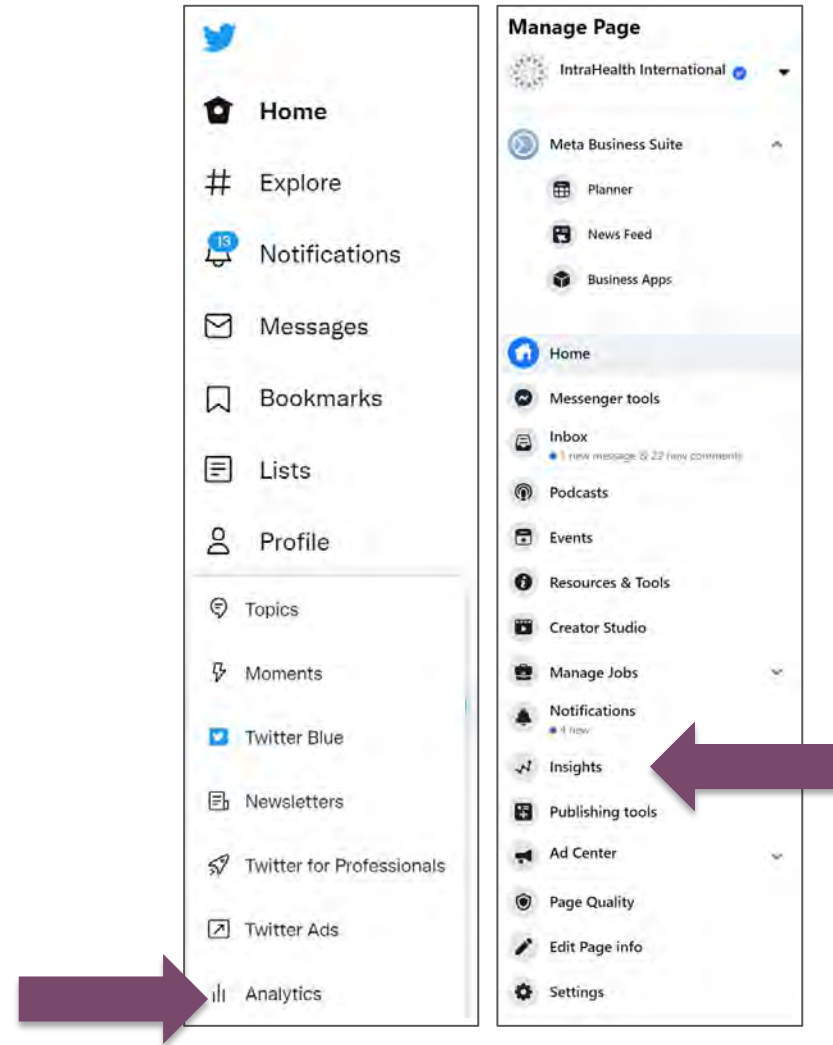 Home
Explore
13
Notifications
Messages
Bookmarks
Lists
Profile
Topics
Moments
Twitter Blue
Newsletters
Twitter for Professionals
Twitter Ads
Analytics
Manage Page
IntraHealth International
Meta Business Suite
Planner
News Feed
Business Apps
Home
Messenger tools
Inbox
1 new message & 22 new comments
Podcasts
Events
Resources & Tools
Creator Studio
Manage Jobs
Notifications
4 new
Insights
Publishing tools
Ad Center
Page Quality
Edit Page info
Settings